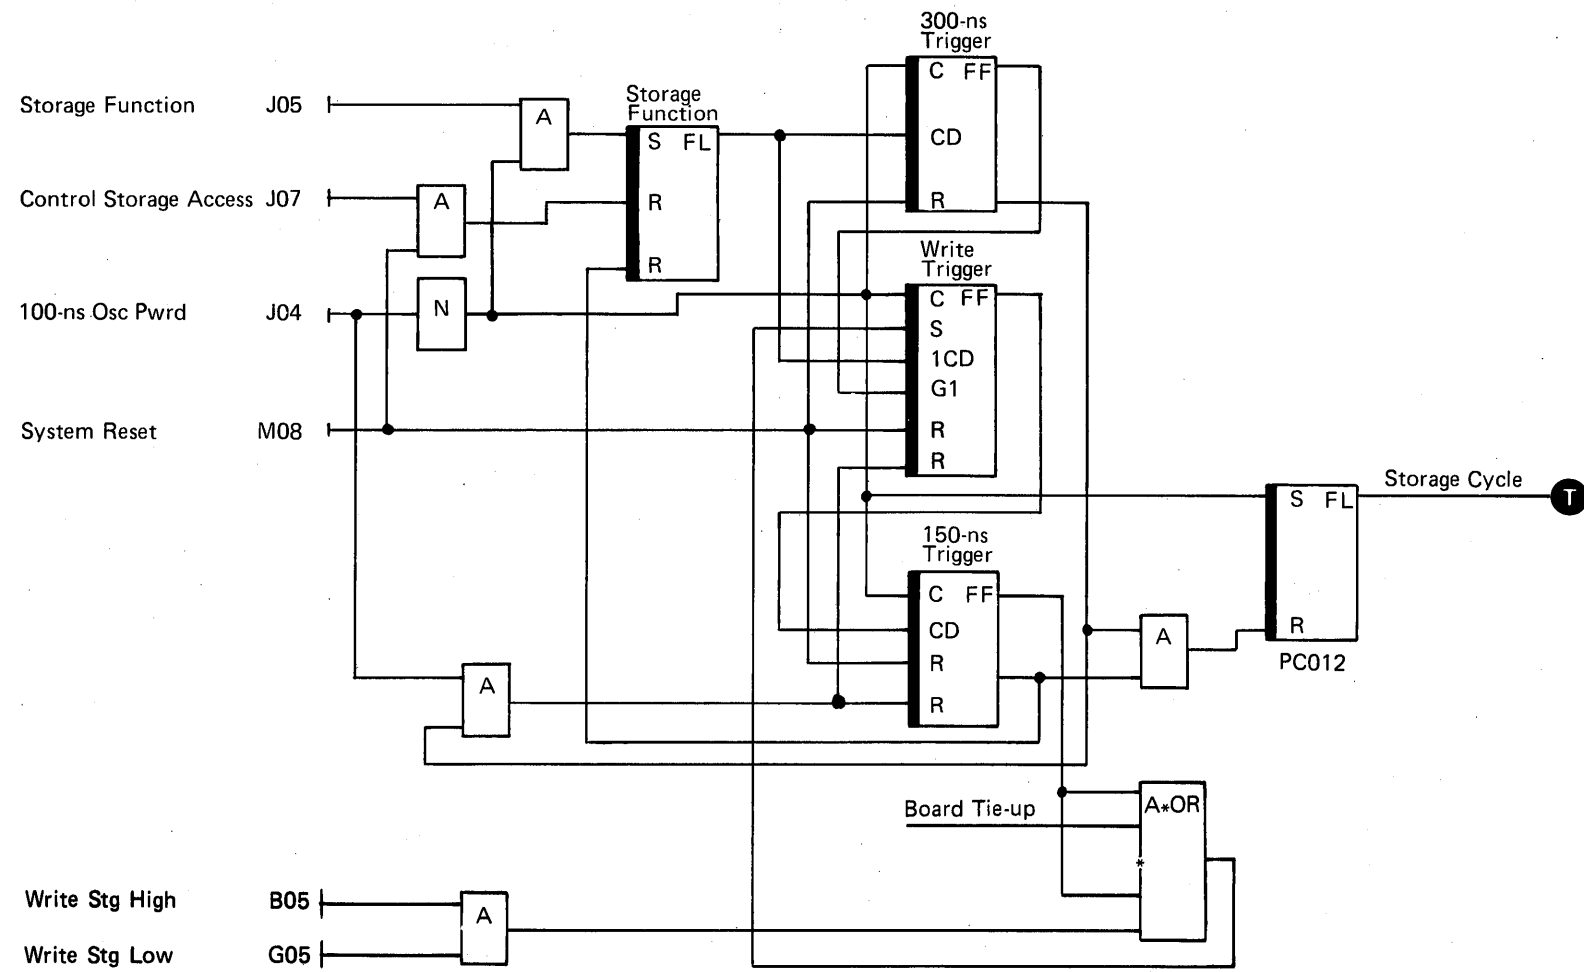 300-ns
Trigger
C FF
CD
R
Storage Function J05
A
Storage
Function
S FL
R
R
Control Storage Access J07
A
100-ns Osc Pwrd J04
N
Write
Trigger
C FF
S
1CD
G1
R
R
System Reset M08
Storage Cycle
T
S FL
R
PC012
150-ns
Trigger
C FF
CD
R
R
A
A
Board Tie-up
A*OR
*
Write Stg High B05
A
Write Stg Low G05